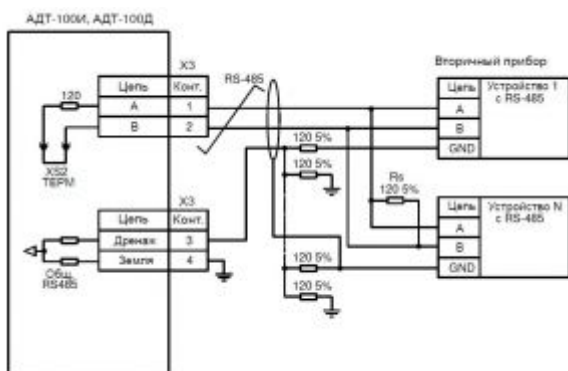 АДТ-100И, АДТ-100Д
Х3
Цепь Конт.
120
А 1
В 2
XS2
ТЕРМ
RS-485
Вторичный прибор
Цепь Устройство 1
с RS-485
А
В
GND
120 5%
120 5%
Rs
120 5%
Х3
Цепь Конт.
Дренаж 3
Земля 4
Общ.
RS485
Цепь Устройство N
с RS-485
А
В
GND
120 5%
120 5%